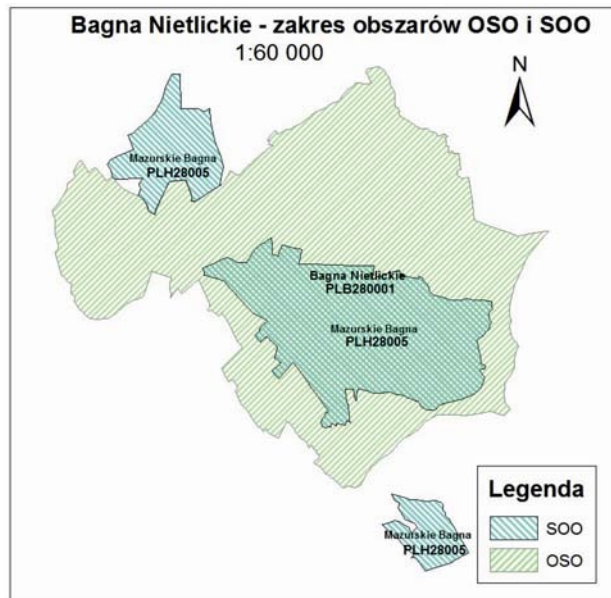 Bagna Nietlickie - zakres obszarów OSO i SOO
1:60 000
N
Mazurskie Bagna
PLH28005
Bagna Nietlickie
PLB280001
Mazurskie Bagna
PLH28005
Mazurskie Bagna
PLH28005
Legenda
SOO
OSO